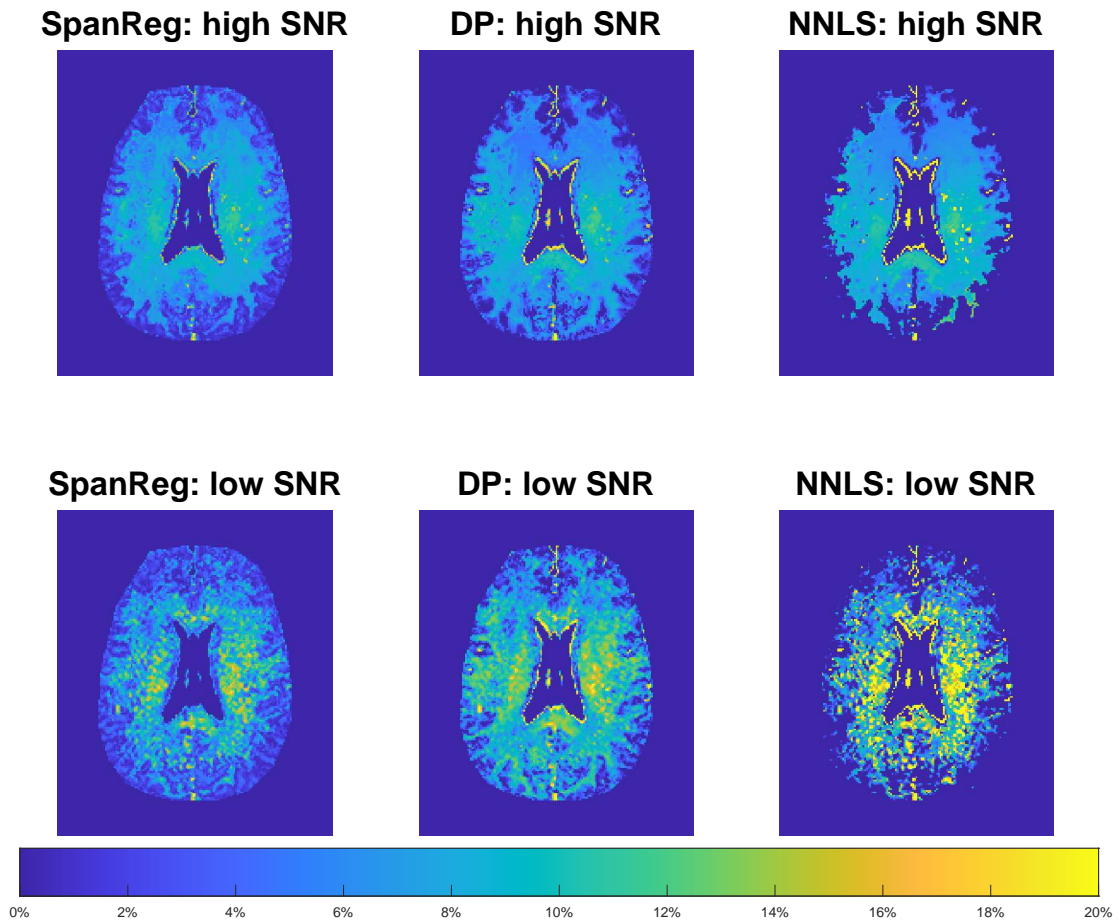 SpanReg: high SNR DP: high SNR NNLS: high SNR
SpanReg: low SNR DP: low SNR NNLS: low SNR
0% 2% 4% 6% 8% 10% 12% 14% 16% 18% 20%